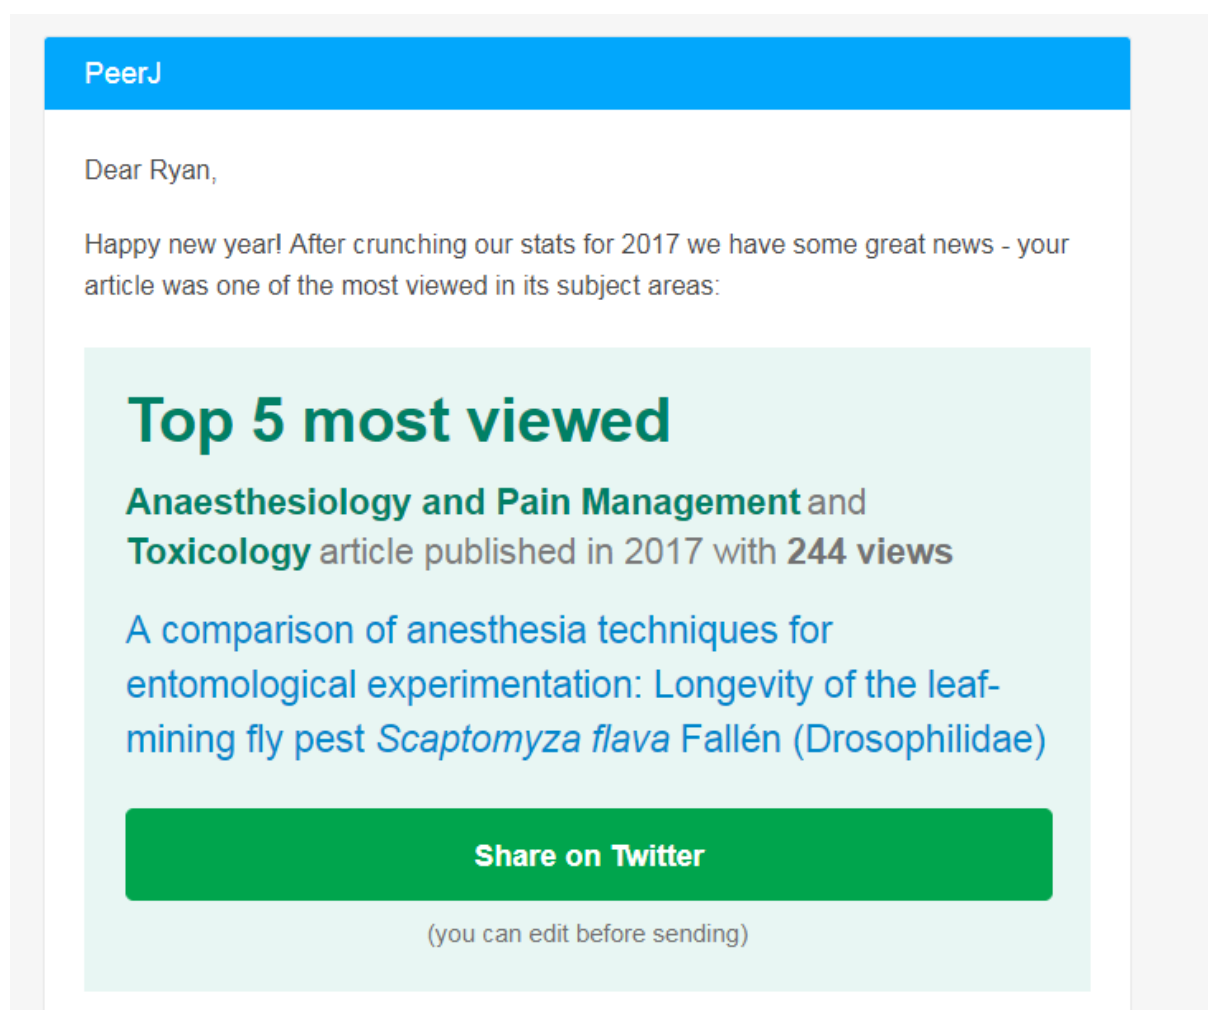 PeerJ
Dear Ryan,
Happy new year! After crunching our stats for 2017 we have some great news - your
article was one of the most viewed in its subject areas:
Top 5 most viewed
Anaesthesiology and Pain Management and
Toxicology article published in 2017 with 244 views
A comparison of anesthesia techniques for
entomological experimentation: Longevity of the leaf-
mining fly pest Scaptomyza flava Fallén (Drosophilidae)
Share on Twitter
(you can edit before sending)